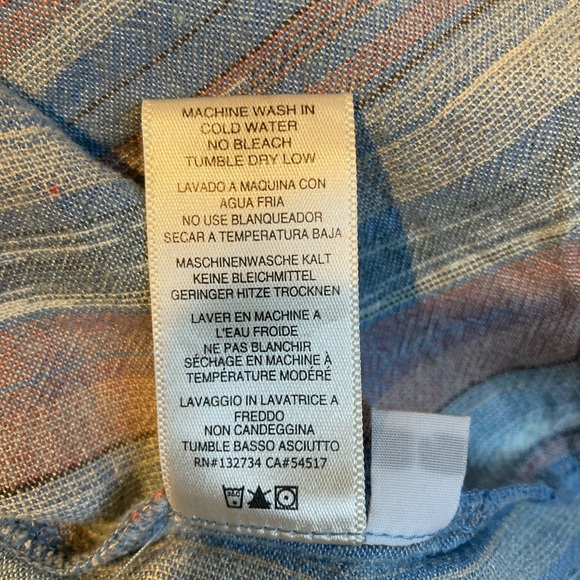 MACHINE WASH IN
COLD WATER
NO BLEACH
TUMBLE DRY LOW
LAVADO A MAQUINA CON
AGUA FRIA
NO USE BLANQUEADOR
SECAR A TEMPERATURA BAJA
MASCHINENWASCHE KALT
KEINE BLEICHMITTEL
GERINGER HITZE TROCKNEN
LAVER EN MACHINE A
L'EAU FROIDE
NE PAS BLANCHIR
SÉCHAGE EN MACHINE À
TEMPÉRATURE MODÉRÉ
LAVAGGIO IN LAVATRICE A
FREDDO
NON CANDEGGINA
TUMBLE BASSO ASCIUTTO
RN#132734 CA#54517